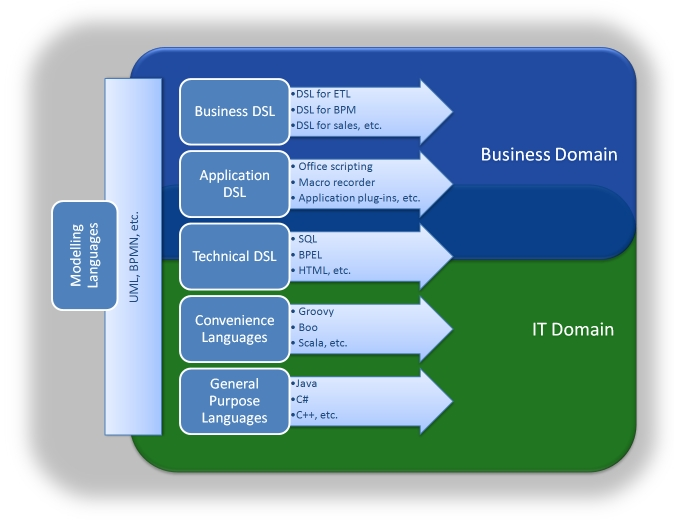 Modelling
Languages
UML, BPMN, etc.
Business DSL
•DSL for ETL
•DSL for BPM
•DSL for sales, etc.
Application
DSL
• Office scripting
• Macro recorder
• Application plug-ins, etc.
Technical DSL
• SQL
• BPEL
• HTML, etc.
Convenience
Languages
• Groovy
• Boo
• Scala, etc.
General
Purpose
Languages
•Java
•C#
•C++, etc.
Business Domain
IT Domain